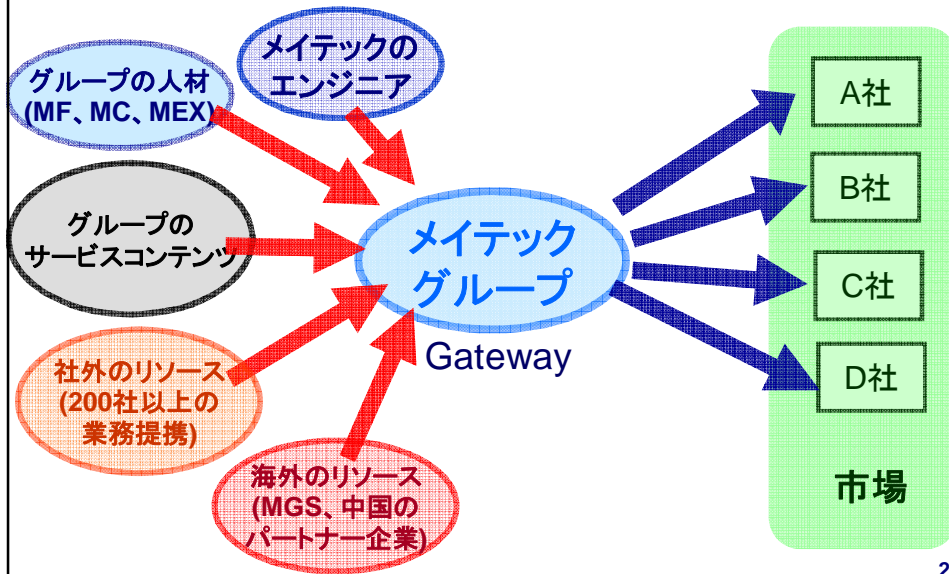 メイテックの
エンジニア
グループの人材
(MF、MC、MEX)
グループの
サービスコンテンツ
社外のリソース
(200社以上の
業務提携)
海外のリソース
(MGS、中国の
パートナー企業)
メイテック
グループ
Gateway
A社
B社
C社
D社
市場
2